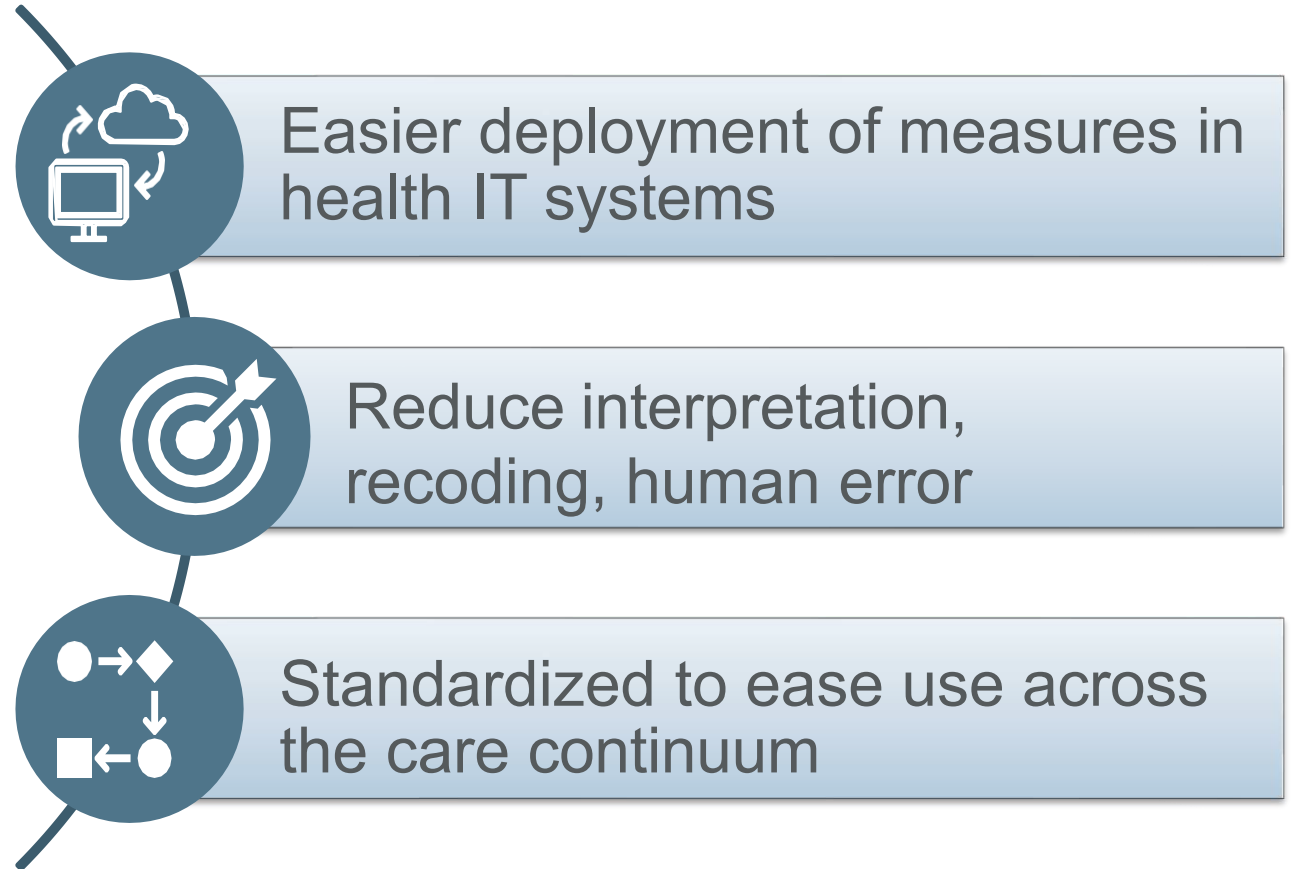 Easier deployment of measures in
health IT systems
Reduce interpretation,
recoding, human error
Standardized to ease use across
the care continuum